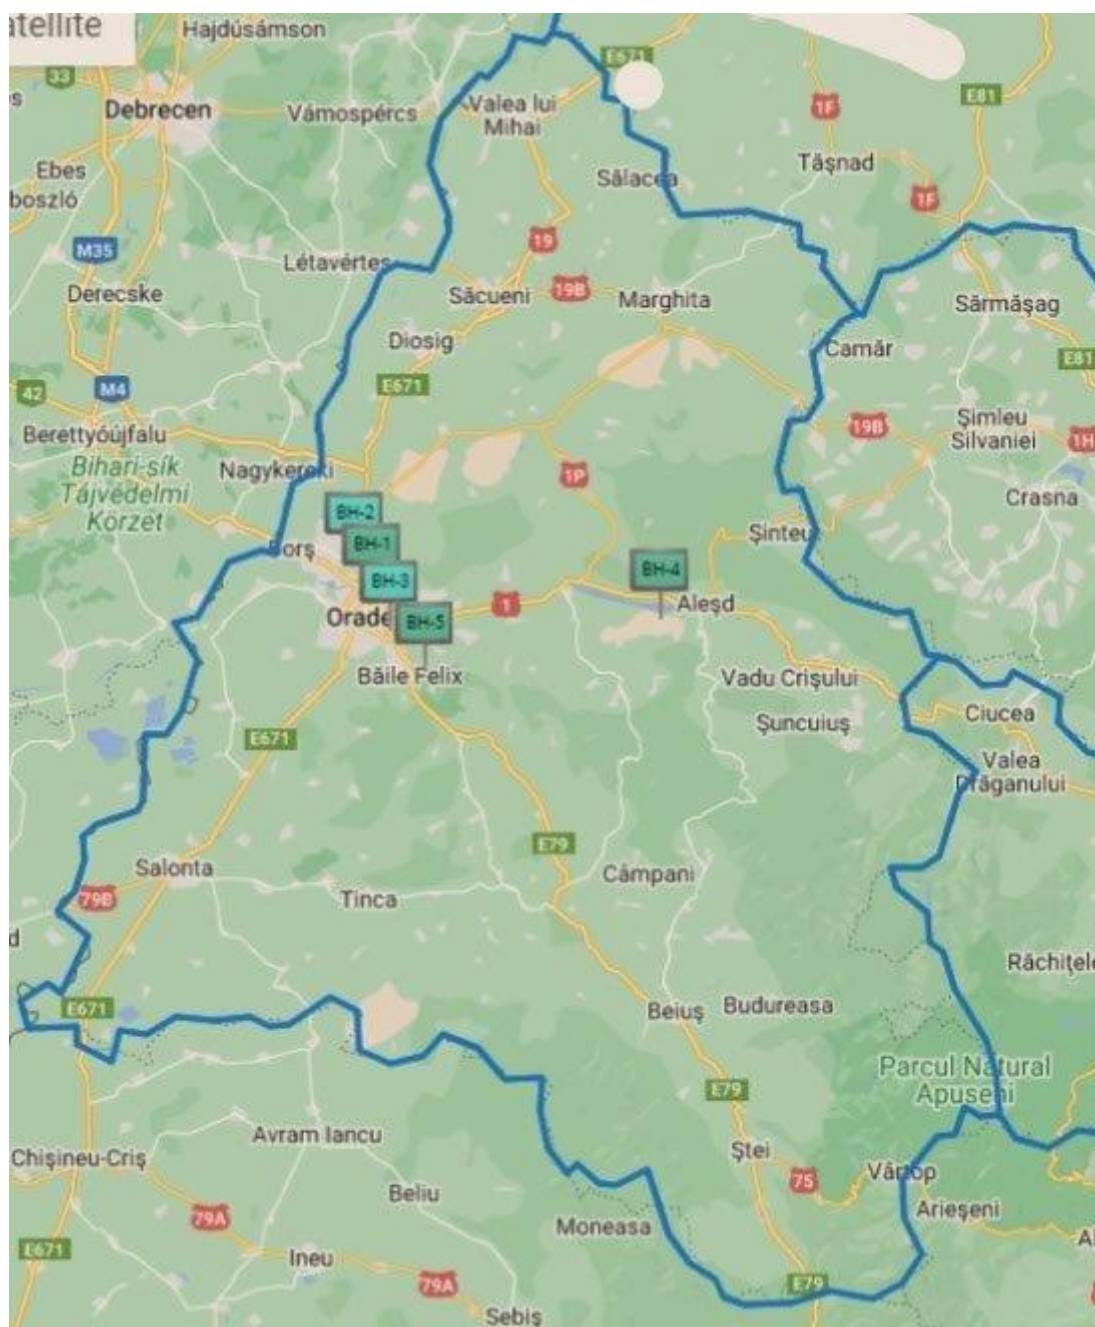 atellite
Hajdúsámson
E671
33
Debrecen
Vámospércs
Valea lui
Mihai
1F
E81
Ebes
boszló
Sălacea
Tășnad
1F
M35
Létavértes
19
Derecske
Săcueni
19B
Marghita
Sărmășag
Diosig
Camăr
E81
42
M4
E671
Berettyóújfalu
19B
Șimleu
Silvaniei
1H
Bihari-sík
Tájvédelmi
Körzet
Nagykereki
1P
Crasna
BH-2
Borș
BH-1
Șinteu
BH-3
BH-4
Orade
BH-5
1
Aleșd
Băile Felix
Vadu Crișului
Șuncuiuș
Ciucea
E671
Valea
Drăganului
E79
Salonta
79B
Tinca
Câmpani
d
Răchițele
E671
Beiuș
Budureasa
Parcul Natural
Apuseni
E79
Avram Iancu
Chișineu-Criș
Ștei
75
Vârtop
Beliu
Arieșeni
79A
Moneasa
E671
Ineu
79A
E79
Sebiș